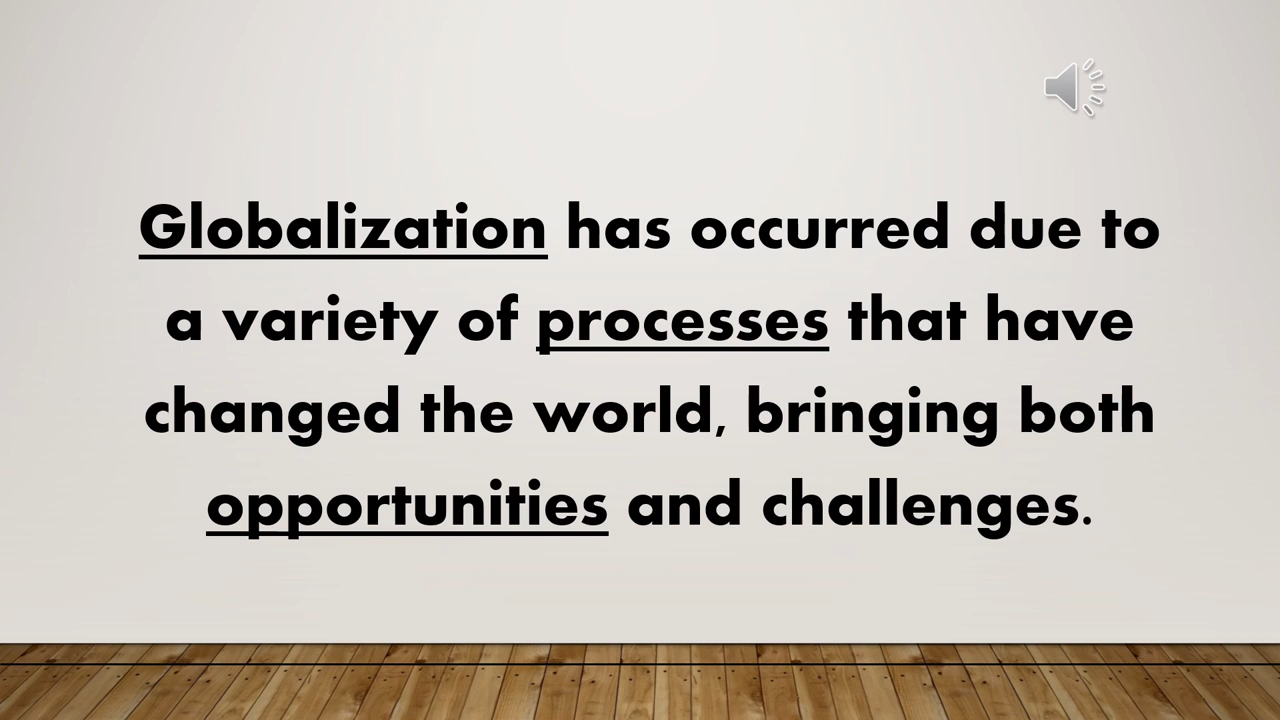 Globalization has occurred due to
a variety of processes that have
changed the world, bringing both
opportunities and challenges.